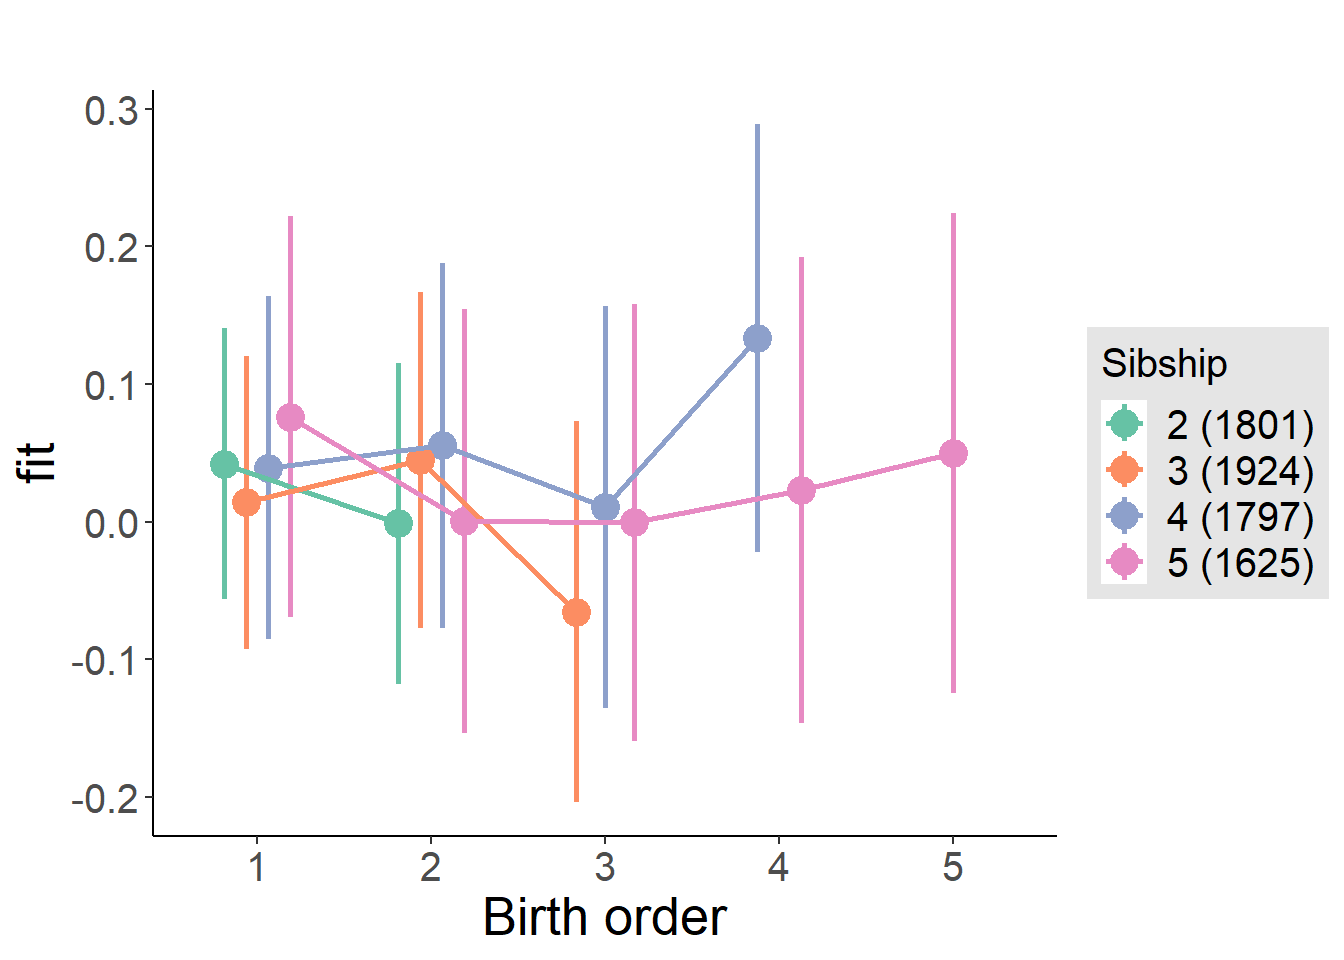 0.3
0.2
0.1
0.0
-0.1
-0.2
fit
1 2 3 4 5
Birth order
Sibship
2 (1801)
3 (1924)
4 (1797)
5 (1625)